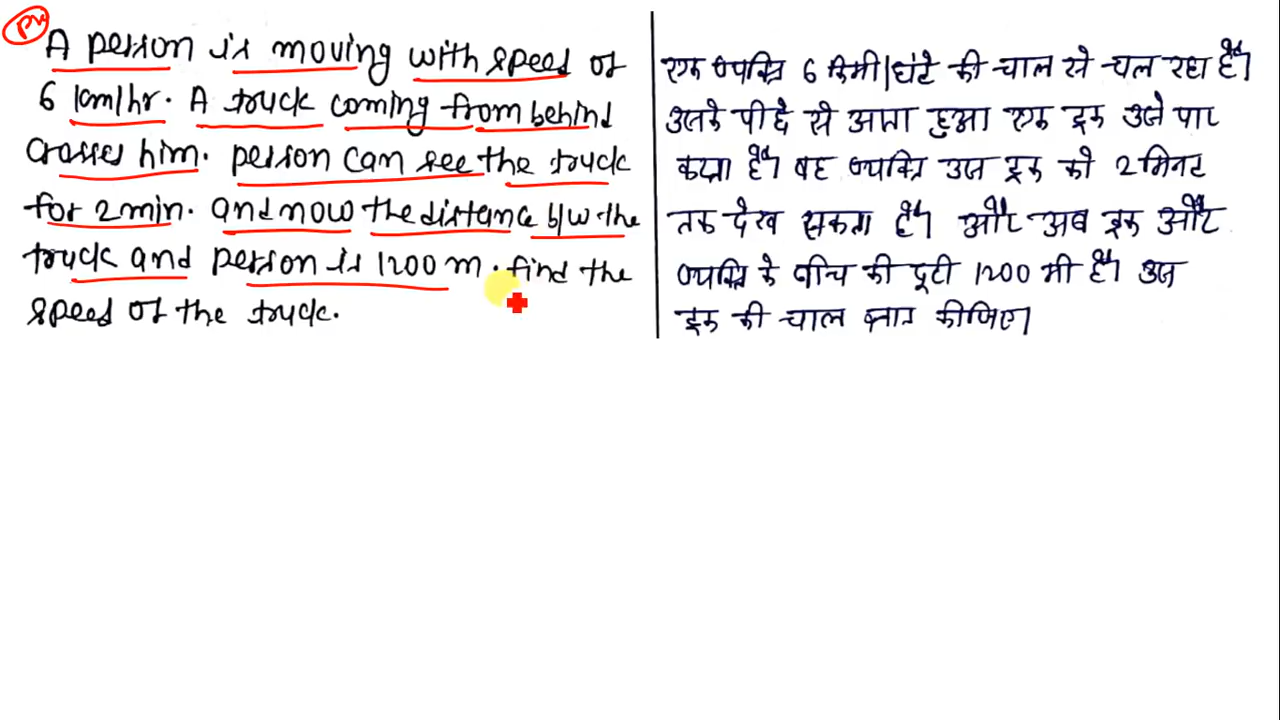 Pw
A person is moving with speed of
6 km/hr. A truck coming from behind
crosses him. person can see the truck
for 2 min. and now the distance b/w the
truck and person is 1200 m. find the
speed of the truck.
एक व्यक्ति 6 किमी/घंटे की चाल से चल रहा है।
उसके पीछे से आता हुआ एक ट्रक उसे पार
करता है। वह व्यक्ति उस ट्रक को 2 मिनट
तक देख सकता है। और अब ट्रक और
व्यक्ति के बीच की दूरी 1200 मी है। उस
ट्रक की चाल ज्ञात कीजिए।